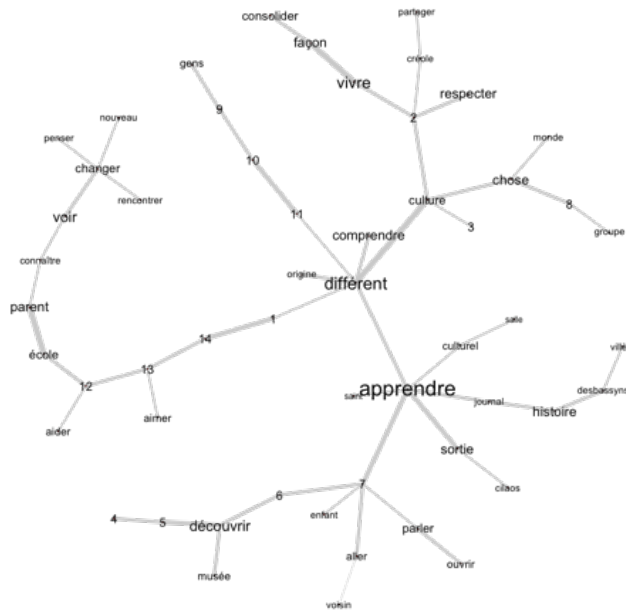 partager
consolider
façon
créole
gens
vivre
respecter
9
2
nouveau
monde
penser
10
changer
chose
rencontrer
culture
8
11
voir
3
groupe
comprendre
connaître
origine
différent
parent
1
salle
14
culturel
ville
école
13
12
apprendre
desbassyns
journal
histoire
aimer
aider
sortie
7
cilaos
6
enfant
4
5
découvrir
parler
aller
ouvrir
musée
voisin